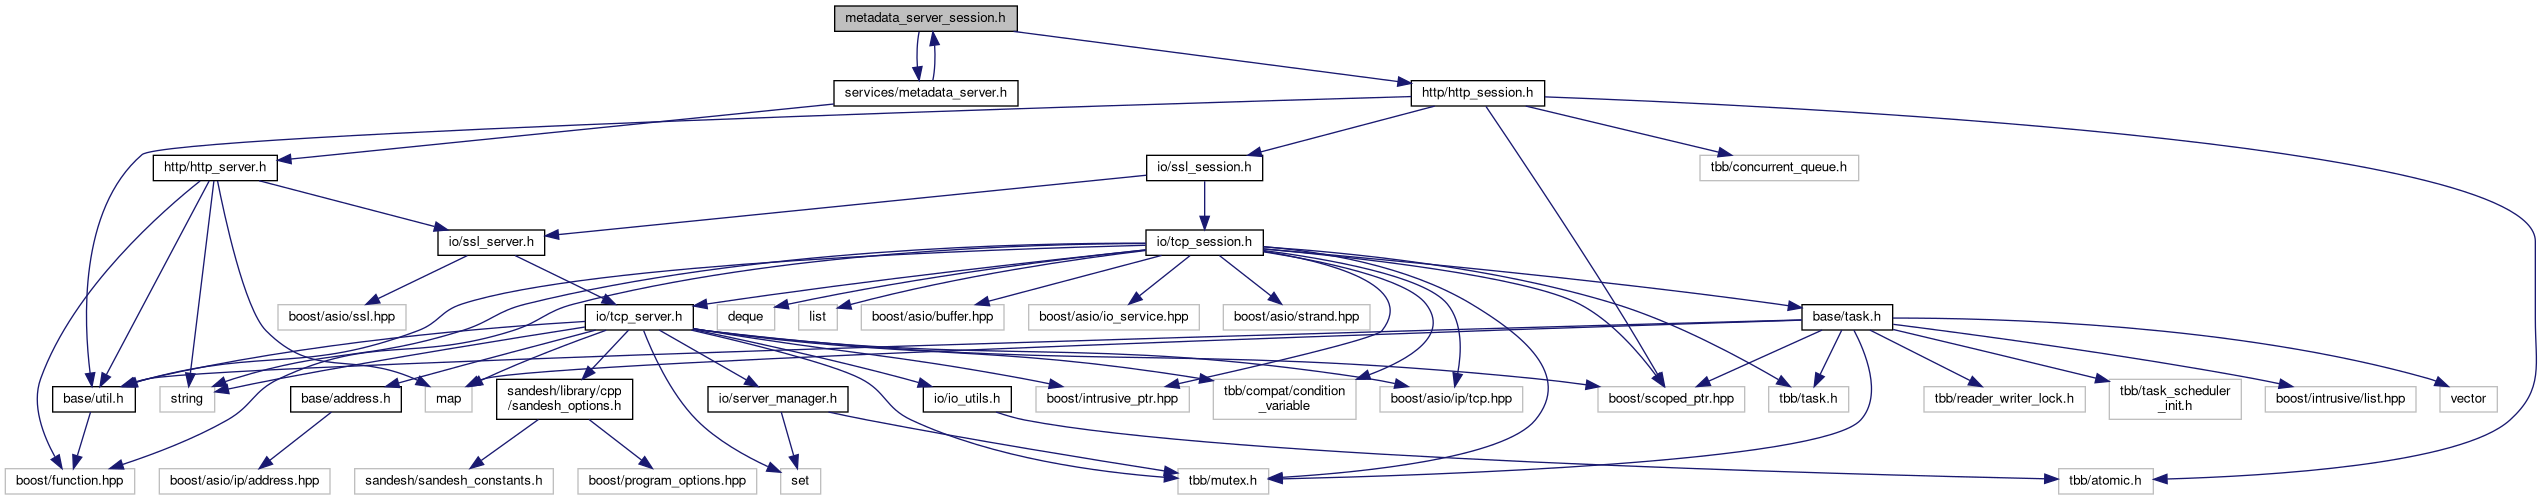 metadata_server_session.h
services/metadata_server.h
http/http_session.h
http/http_server.h
io/ssl_session.h
tbb/concurrent_queue.h
io/ssl_server.h
io/tcp_session.h
boost/asio/ssl.hpp
io/tcp_server.h
deque
list
boost/asio/buffer.hpp
boost/asio/io_service.hpp
boost/asio/strand.hpp
base/task.h
base/util.h
string
base/address.h
map
sandesh/library/cpp
/sandesh_options.h
io/server_manager.h
io/io_utils.h
boost/intrusive_ptr.hpp
tbb/compat/condition
_variable
boost/asio/ip/tcp.hpp
boost/scoped_ptr.hpp
tbb/task.h
tbb/reader_writer_lock.h
tbb/task_scheduler
_init.h
boost/intrusive/list.hpp
vector
boost/function.hpp
boost/asio/ip/address.hpp
sandesh/sandesh_constants.h
boost/program_options.hpp
set
tbb/mutex.h
tbb/atomic.h